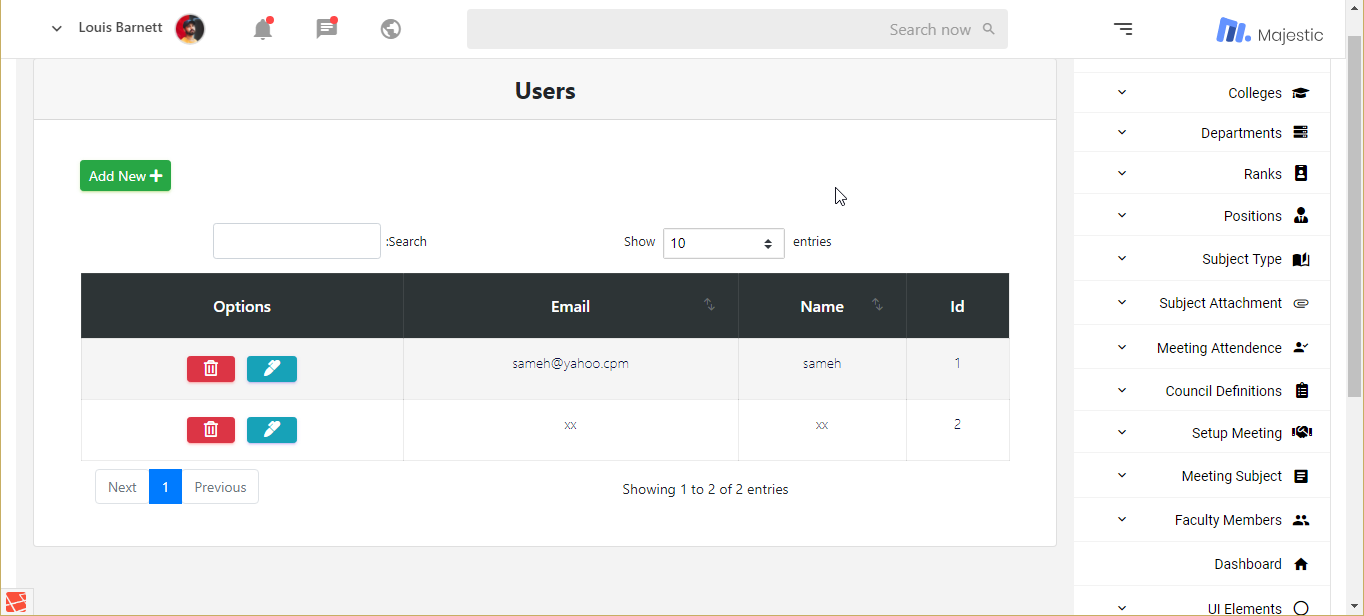 Louis Barnett
Search now
Majestic
Users
Add New
:Search
Show 10 entries
Options Email Name Id
sameh@yahoo.cpm sameh 1
xx xx 2
Next 1 Previous
Showing 1 to 2 of 2 entries
Colleges
Departments
Ranks
Positions
Subject Type
Subject Attachment
Meeting Attendence
Council Definitions
Setup Meeting
Meeting Subject
Faculty Members
Dashboard
UI Elements